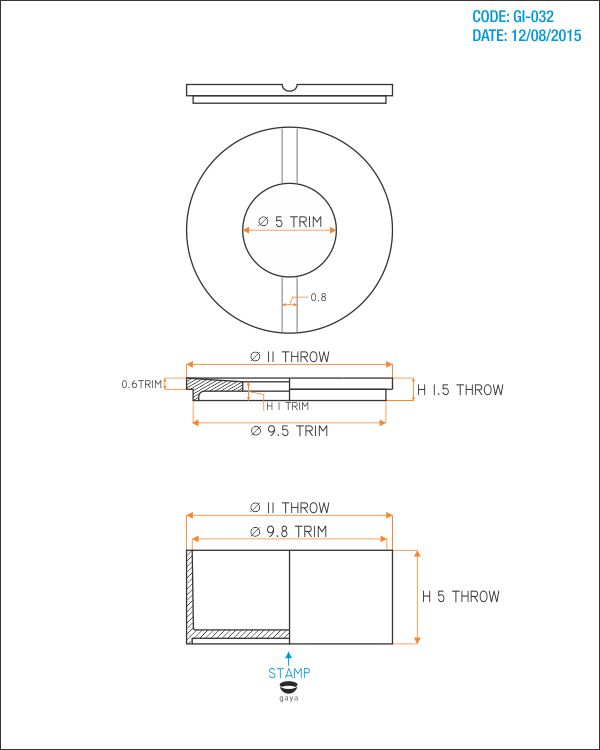 CODE: GI-032
DATE: 12/08/2015
Ø 5 TRIM
0.8
Ø 11 THROW
0.6TRIM
H 1.5 THROW
H 1 TRIM
Ø 9.5 TRIM
Ø 11 THROW
Ø 9.8 TRIM
H 5 THROW
STAMP
gaya